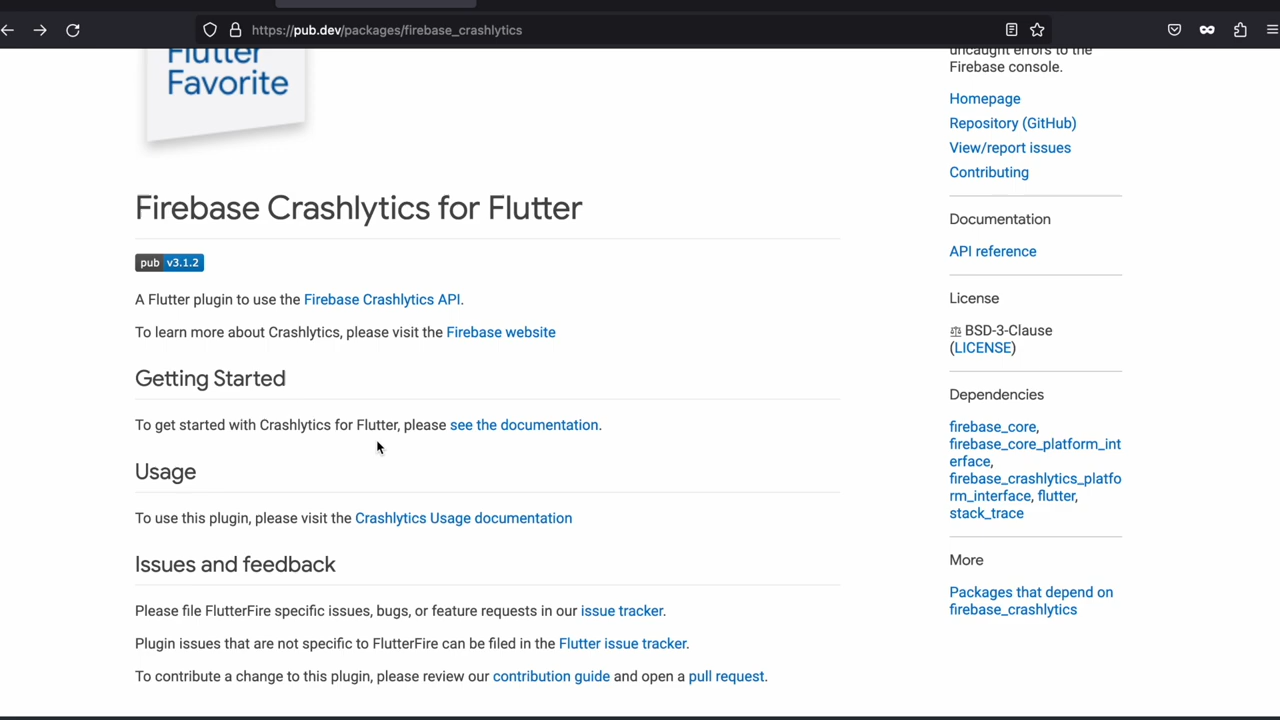 https://pub.dev/packages/firebase_crashlytics
Flutter
Favorite
Firebase Crashlytics for Flutter
pub v3.1.2
A Flutter plugin to use the Firebase Crashlytics API.
To learn more about Crashlytics, please visit the Firebase website
Getting Started
To get started with Crashlytics for Flutter, please see the documentation.
Usage
To use this plugin, please visit the Crashlytics Usage documentation
Issues and feedback
Please file FlutterFire specific issues, bugs, or feature requests in our issue tracker.
Plugin issues that are not specific to FlutterFire can be filed in the Flutter issue tracker.
To contribute a change to this plugin, please review our contribution guide and open a pull request.
uncaught errors to the
Firebase console.
Homepage
Repository (GitHub)
View/report issues
Contributing
Documentation
API reference
License
BSD-3-Clause
(LICENSE)
Dependencies
firebase_core,
firebase_core_platform_int
erface,
firebase_crashlytics_platfo
rm_interface, flutter,
stack_trace
More
Packages that depend on
firebase_crashlytics